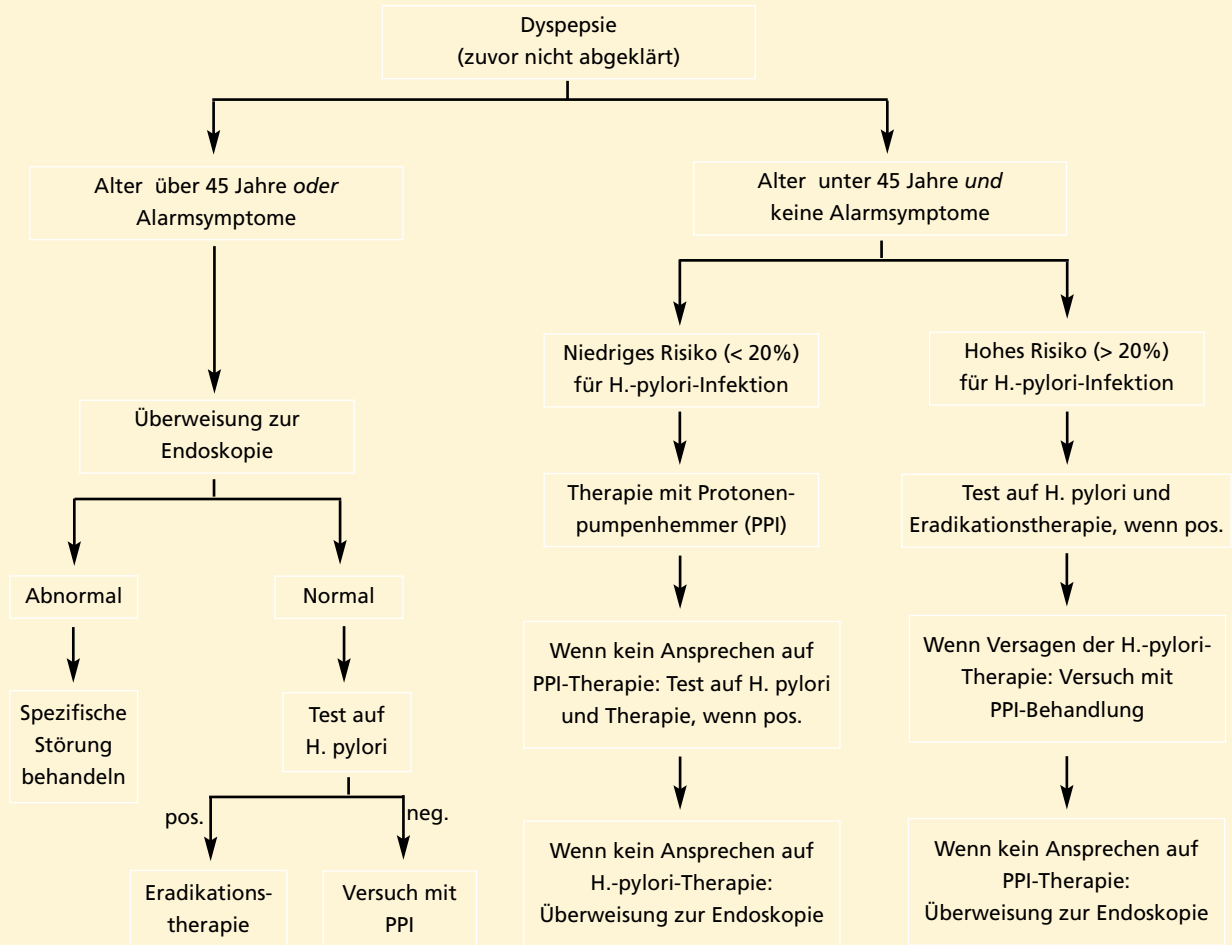 Dyspepsie
(zuvor nicht abgeklärt)
Alter über 45 Jahre oder
Alarmsymptome
Alter unter 45 Jahre und
keine Alarmsymptome
Überweisung zur
Endoskopie
Niedriges Risiko (< 20%)
für H.-pylori-Infektion
Hohes Risiko (> 20%)
für H.-pylori-Infektion
Therapie mit Protonen-
pumpenhemmer (PPI)
Test auf H. pylori und
Eradikationstherapie, wenn pos.
Abnormal
Normal
Wenn kein Ansprechen auf
PPI-Therapie: Test auf H. pylori
und Therapie, wenn pos.
Wenn Versagen der H.-pylori-
Therapie: Versuch mit
PPI-Behandlung
Spezifische
Störung
behandeln
Test auf
H. pylori
pos.
neg.
Eradikations-
therapie
Versuch mit
PPI
Wenn kein Ansprechen auf
H.-pylori-Therapie:
Überweisung zur Endoskopie
Wenn kein Ansprechen auf
PPI-Therapie:
Überweisung zur Endoskopie